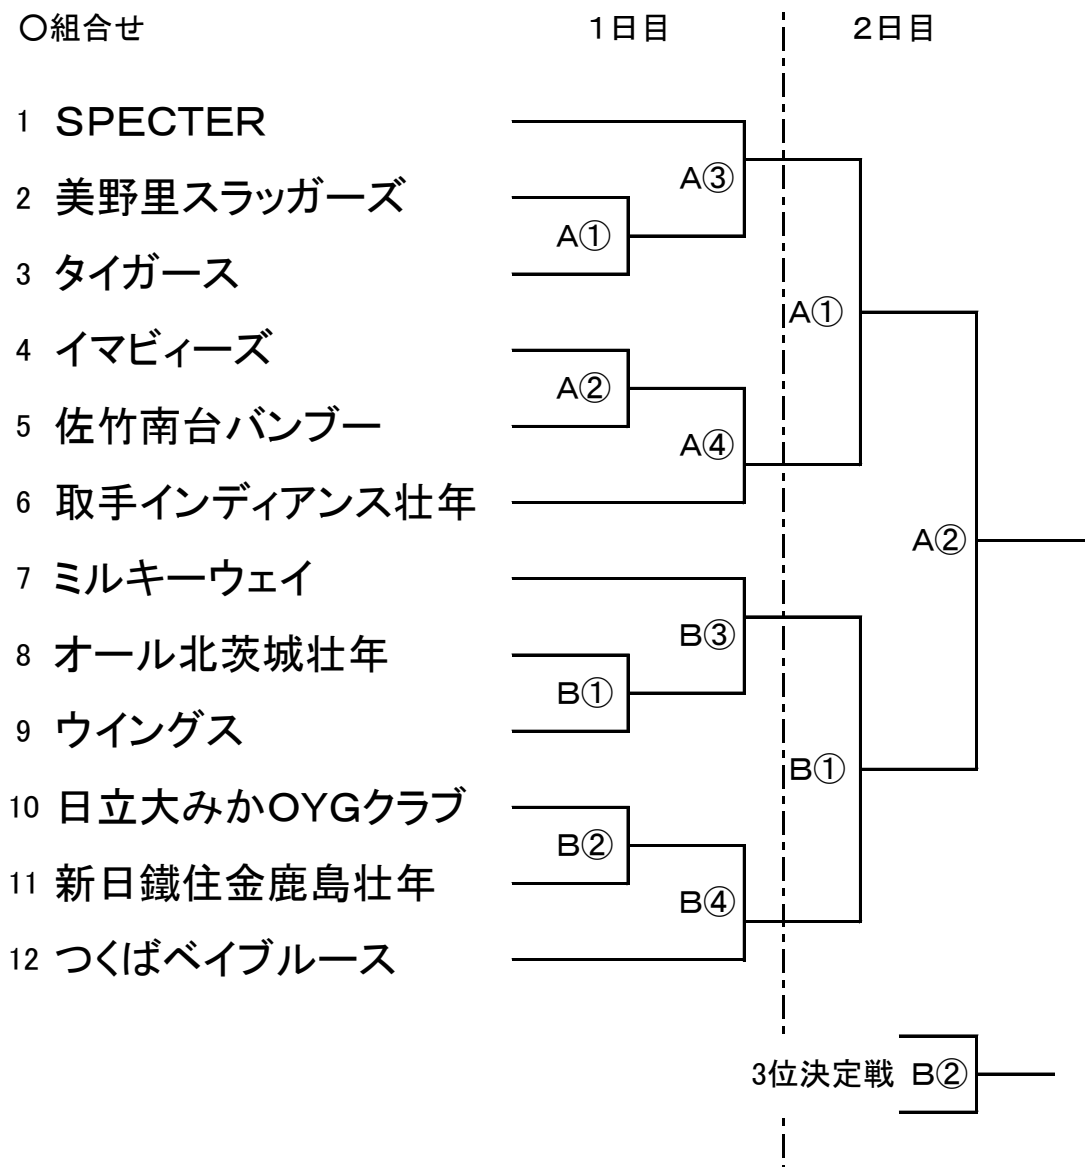 〇組合せ 1日目 2日目
1 SPECTER
A③
2 美野里スラッガーズ
A①
3 タイガース
A①
4 イマビィーズ
A②
5 佐竹南台バンブー
A④
6 取手インディアンス壮年
A②
7 ミルキーウェイ
B③
8 オール北茨城壮年
B①
9 ウイングス
B①
10 日立大みかOYGクラブ
B②
11 新日鐵住金鹿島壮年
B④
12 つくばベイブルース
3位決定戦 B②